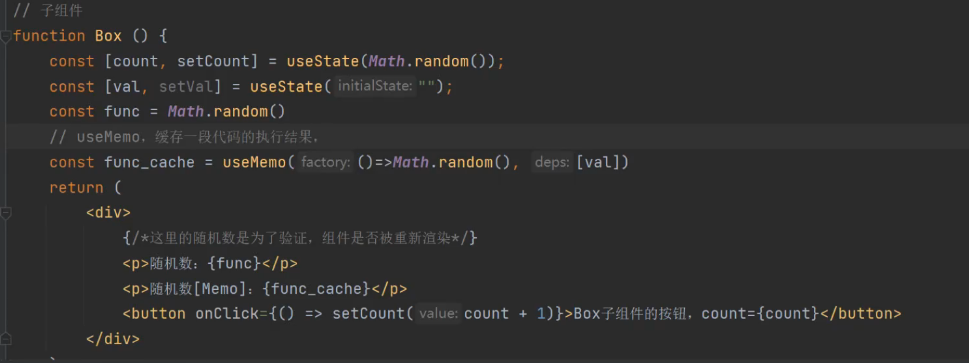 // 子组件
function Box () {
const [count, setCount] = useState(Math.random());
const [val, setVal] = useState( initialState: "");
const func = Math.random()
// useMemo，缓存一段代码的执行结果，
const func_cache = useMemo( factory: ()=>Math.random(), deps: [val])
return (
<div>
{/*这里的随机数是为了验证，组件是否被重新渲染*/}
<p>随机数：{func}</p>
<p>随机数[Memo]：{func_cache}</p>
<button onClick={() => setCount( value: count + 1)}>Box子组件的按钮，count={count}</button>
</div>